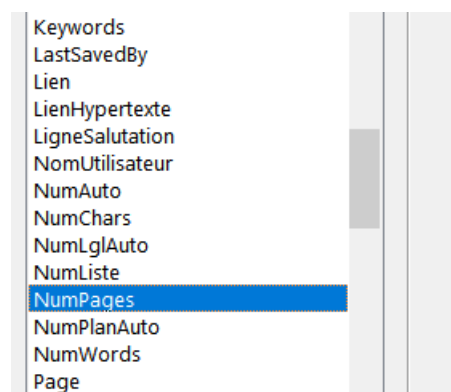 Keywords
LastSavedBy
Lien
LienHypertexte
LigneSalutation
NomUtilisateur
NumAuto
NumChars
NumLglAuto
NumListe
NumPages
NumPlanAuto
NumWords
Page